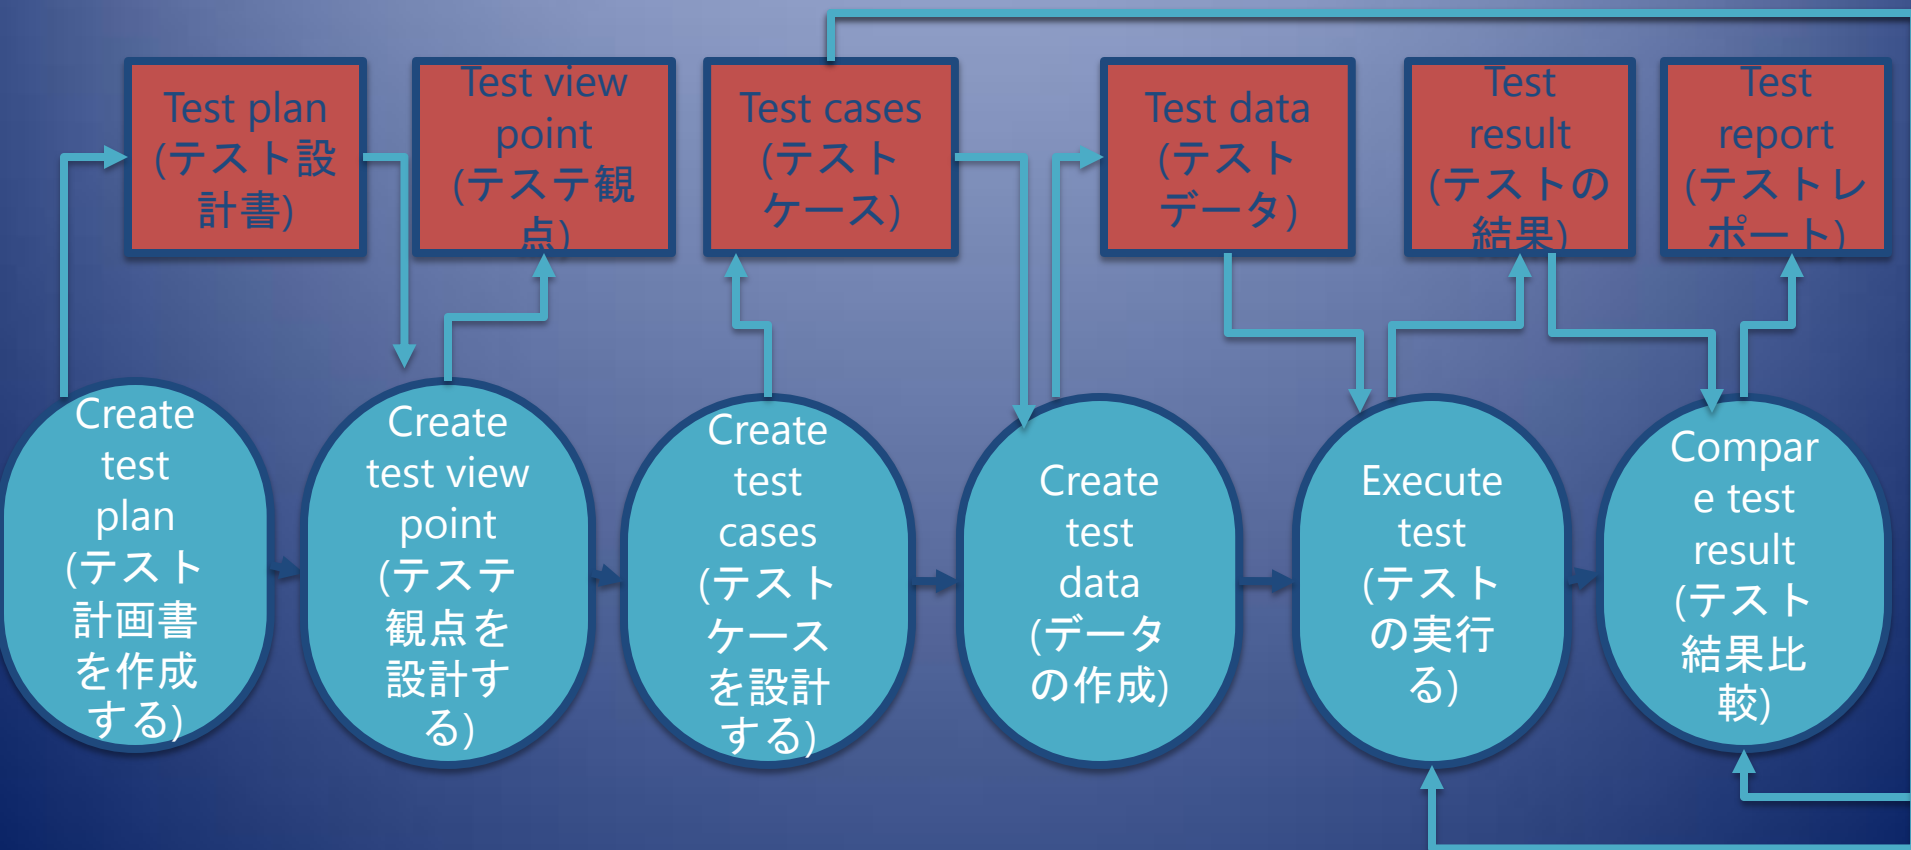 Test plan
(テスト設
計書)
Test view
point
(テステ観
点)
Test cases
(テスト
ケース)
Test data
(テスト
データ)
Test
result
(テストの
結果)
Test
report
(テストレ
ポート)
Create
test
plan
(テスト
計画書
を作成
する)
Create
test view
point
(テステ
観点を
設計す
る)
Create
test
cases
(テスト
ケース
を設計
する)
Create
test
data
(データ
の作成)
Execute
test
(テスト
の実行
る)
Compar
e test
result
(テスト
結果比
較)